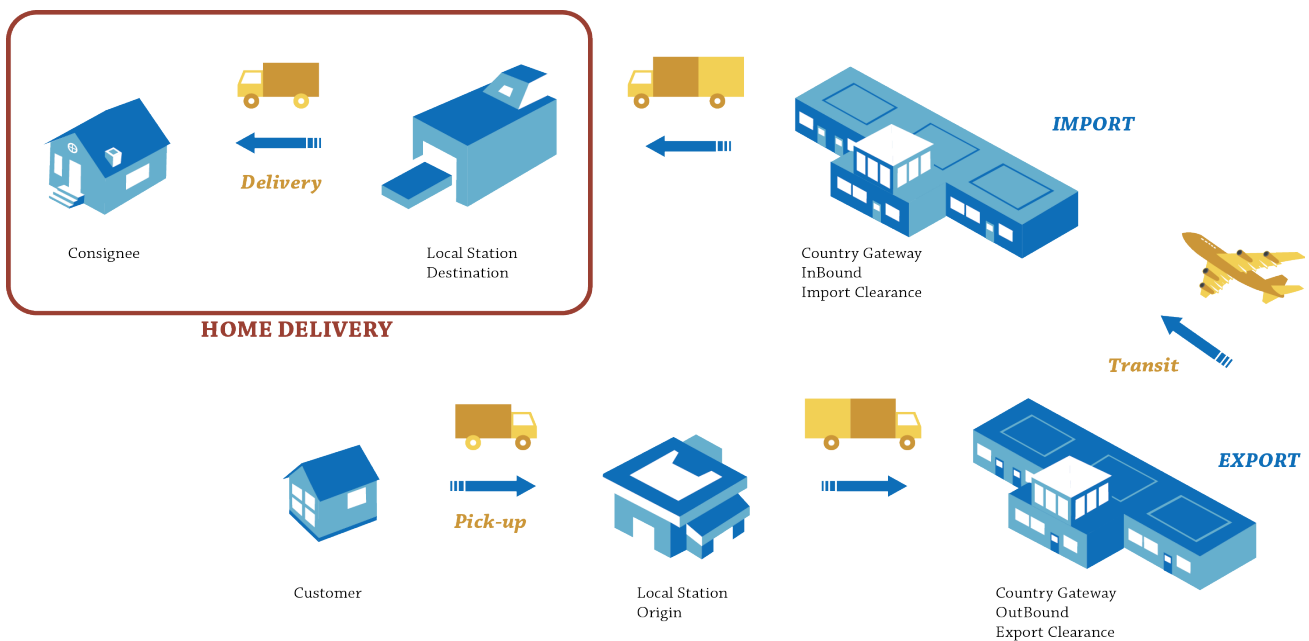 IMPORT
Delivery
Consignee
Local Station
Destination
Country Gateway
InBound
Import Clearance
HOME DELIVERY
Transit
EXPORT
Pick-up
Customer
Local Station
Origin
Country Gateway
OutBound
Export Clearance